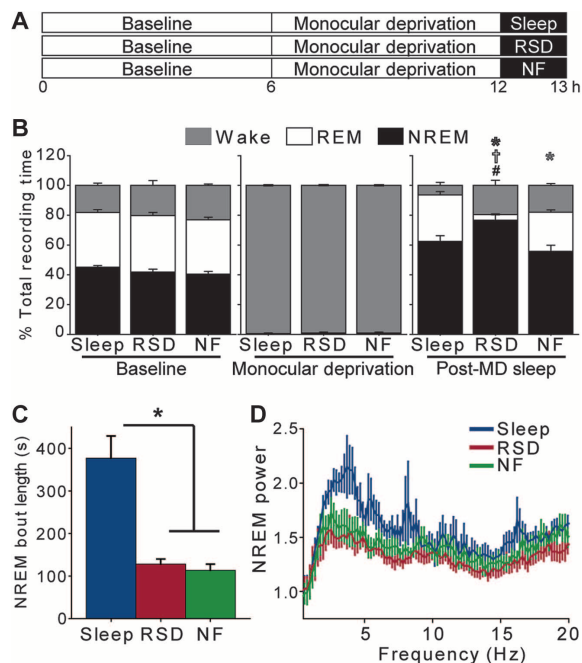 A
Baseline Monocular deprivation Sleep
Baseline Monocular deprivation RSD
Baseline Monocular deprivation NF
0 6 12 13 h
B
Wake REM NREM
% Total recording time
120
100
80
60
40
20
0
* † # *
Sleep RSD NF Sleep RSD NF Sleep RSD NF
Baseline Monocular deprivation Post-MD sleep
C
NREM bout length (s)
400
300
200
100
0
*
Sleep RSD NF
D
NREM power
2.5
2.0
1.5
1.0
Sleep
RSD
NF
5 10 15 20
Frequency (Hz)